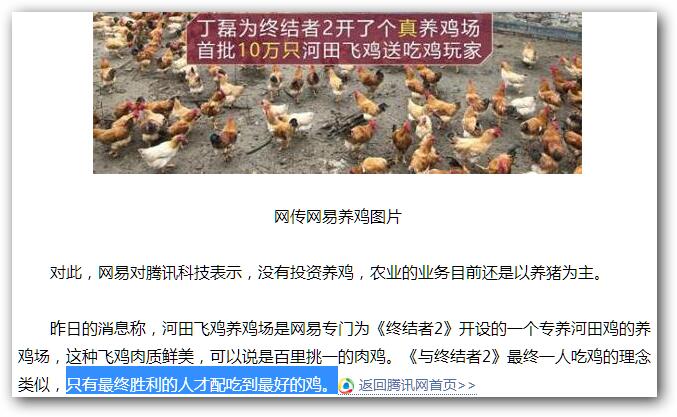 丁磊为终结者2开了个真养鸡场
首批10万只河田飞鸡送吃鸡玩家
网传网易养鸡图片
对此，网易对腾讯科技表示，没有投资养鸡，农业的业务目前还是以养猪为主。
昨日的消息称，河田飞鸡养鸡场是网易专门为《终结者2》开设的一个专养河田鸡的养
鸡场，这种飞鸡肉质鲜美，可以说是百里挑一的肉鸡。《与终结者2》最终一人吃鸡的理念
类似，只有最终胜利的人才配吃到最好的鸡。 返回腾讯网首页>>